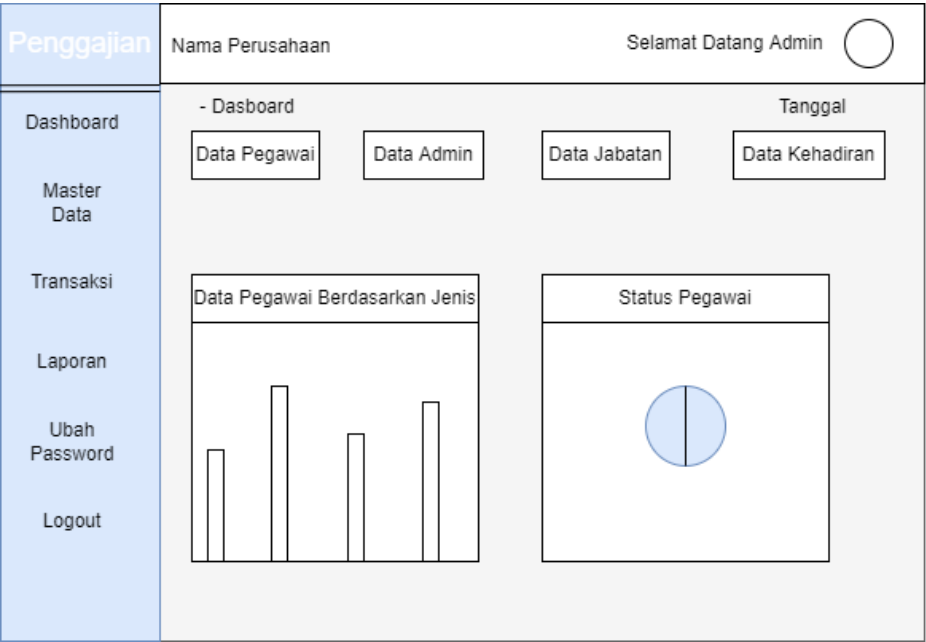 Penggajian
Nama Perusahaan
Selamat Datang Admin
Dashboard
Master
Data
Transaksi
Laporan
Ubah
Password
Logout
- Dasboard
Tanggal
Data Pegawai
Data Admin
Data Jabatan
Data Kehadiran
Data Pegawai Berdasarkan Jenis
Status Pegawai